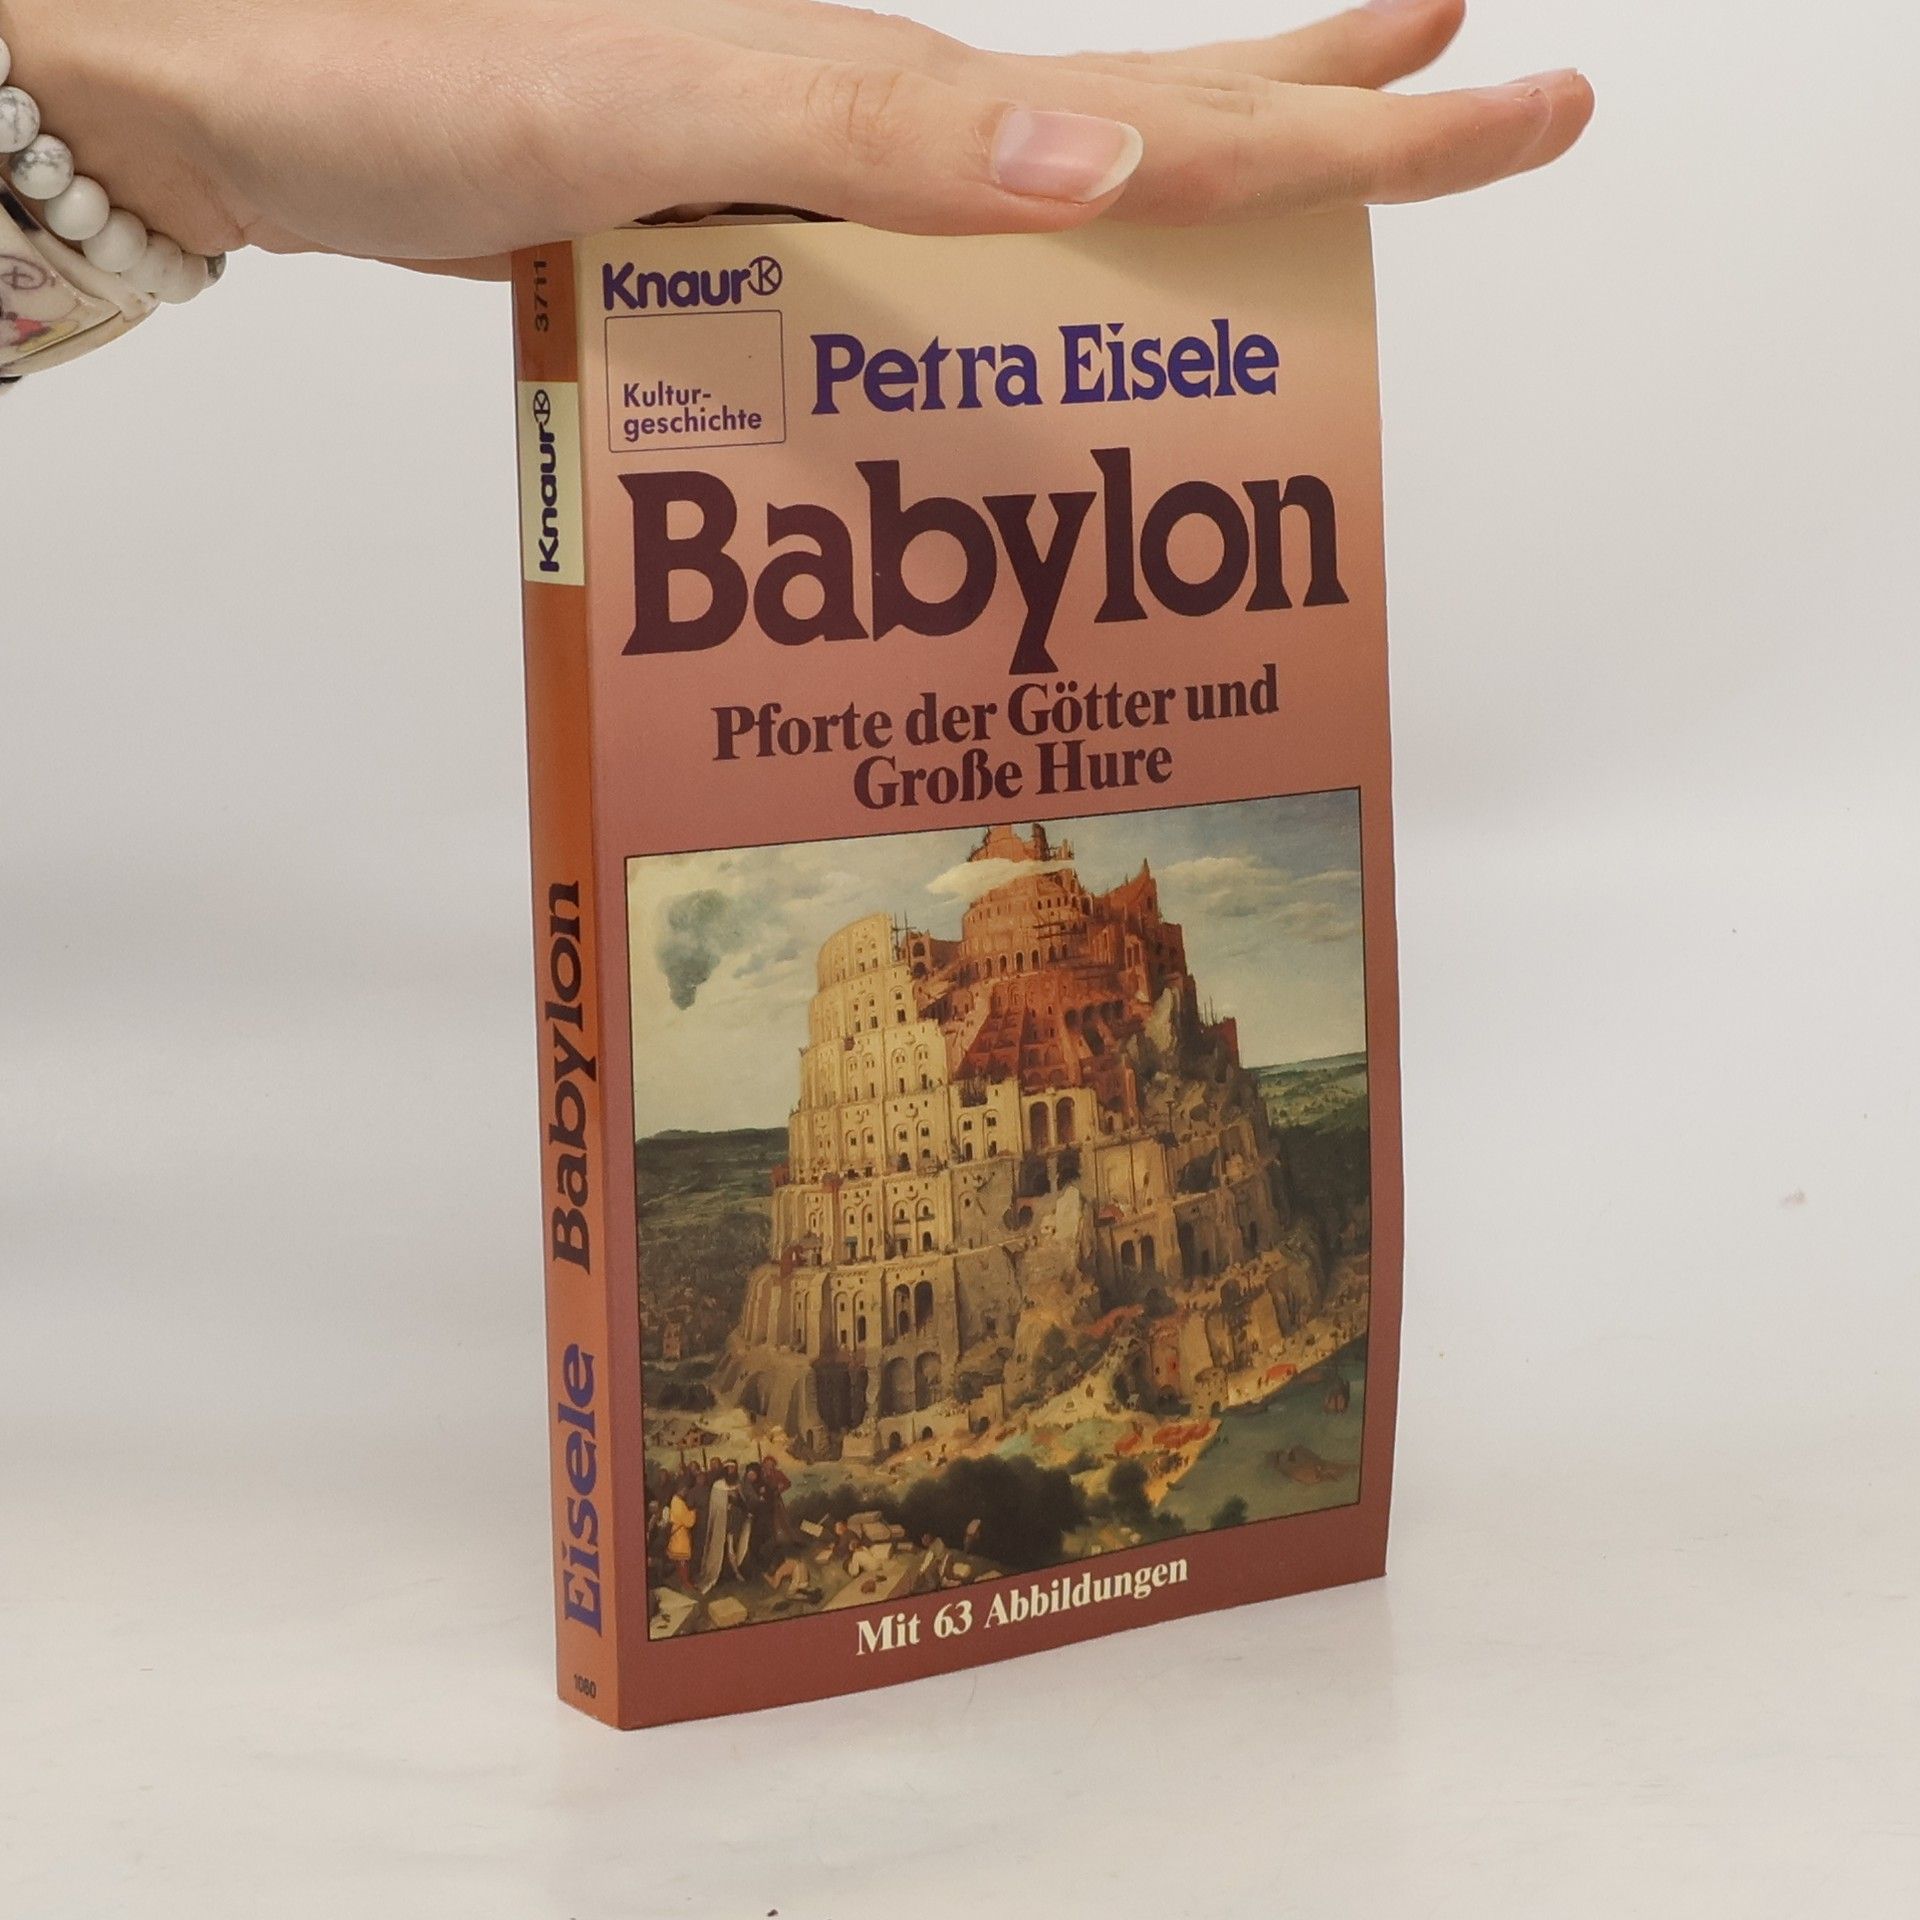 Knaur
Kultur-
geschichte
Petra Eisele
Babylon
Pforte der Götter und
Große Hure
Mit 63 Abbildungen
3711
Knaur
Eisele Babylon
1080